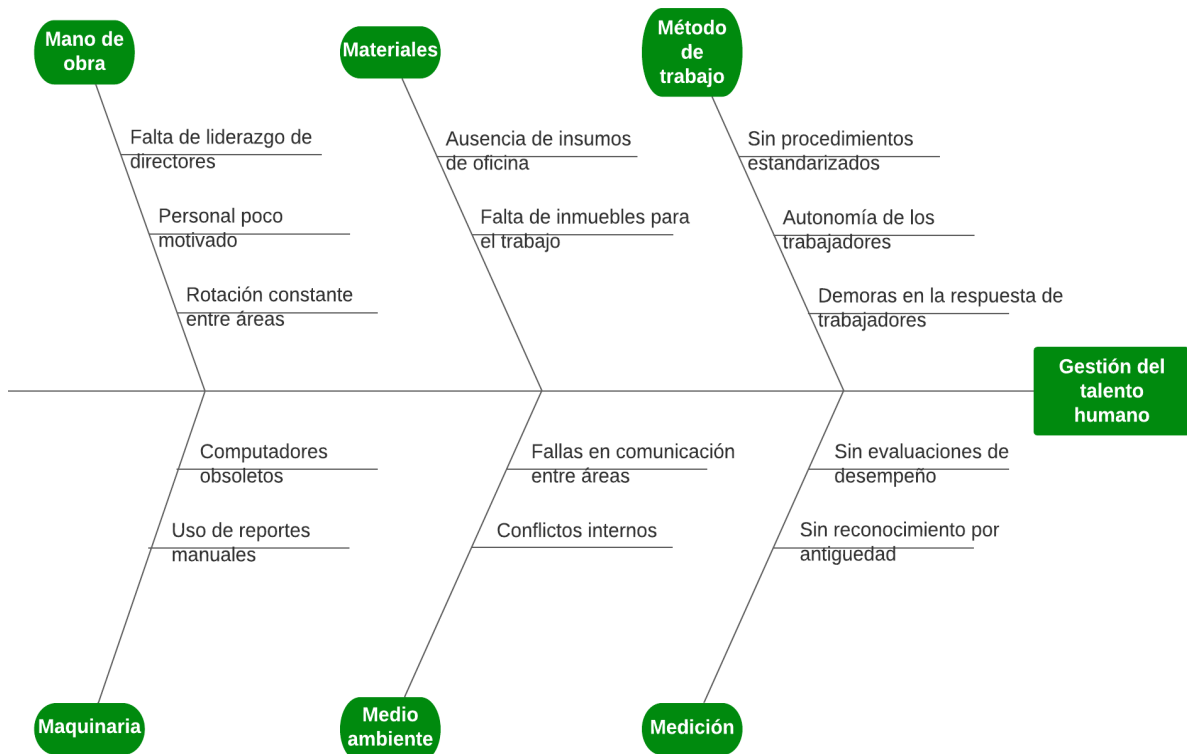 Mano de
obra
Materiales
Método
de
trabajo
Falta de liderazgo de
directores
Ausencia de insumos
de oficina
Sin procedimientos
estandarizados
Personal poco
motivado
Falta de inmuebles para
el trabajo
Autonomía de los
trabajadores
Rotación constante
entre áreas
Demoras en la respuesta de
trabajadores
Gestión del
talento
humano
Computadores
obsoletos
Fallas en comunicación
entre áreas
Sin evaluaciones de
desempeño
Uso de reportes
manuales
Conflictos internos
Sin reconocimiento por
antiguedad
Maquinaria
Medio
ambiente
Medición